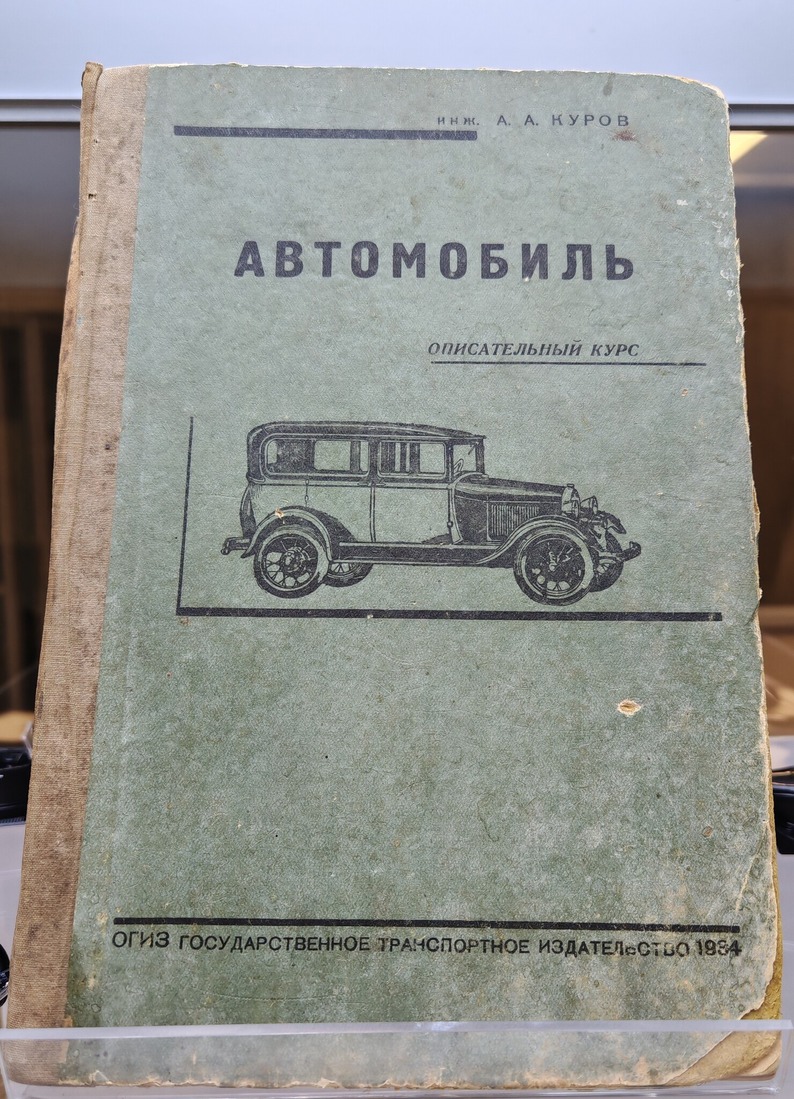 инж. А. А. КУРОВ
АВТОМОБИЛЬ
ОПИСАТЕЛЬНЫЙ КУРС
ОГИЗ ГОСУДАРСТВЕННОЕ ТРАНСПОРТНОЕ ИЗДАТЕЛЬСТВО 1934